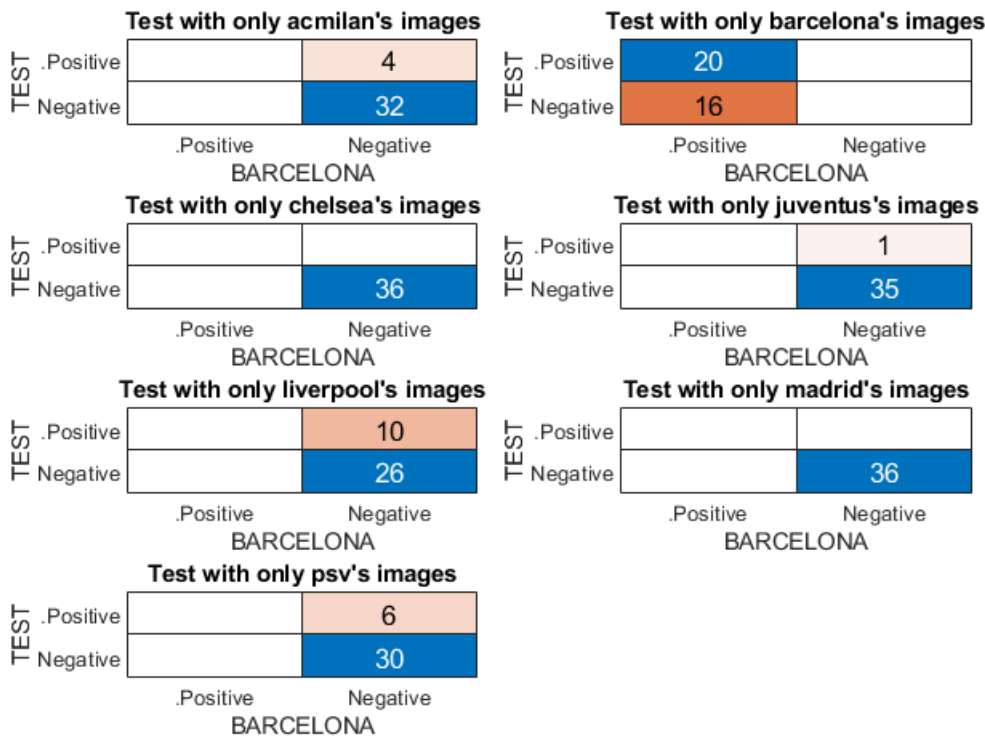 Test with only acmilan's images
TEST
.Positive
4
Negative
32
.Positive Negative
BARCELONA
Test with only barcelona's images
TEST
.Positive
20
Negative
16
.Positive Negative
BARCELONA
Test with only chelsea's images
TEST
.Positive
Negative
36
.Positive Negative
BARCELONA
Test with only juventus's images
TEST
.Positive
1
Negative
35
.Positive Negative
BARCELONA
Test with only liverpool's images
TEST
.Positive
10
Negative
26
.Positive Negative
BARCELONA
Test with only madrid's images
TEST
.Positive
Negative
36
.Positive Negative
BARCELONA
Test with only psv's images
TEST
.Positive
6
Negative
30
.Positive Negative
BARCELONA